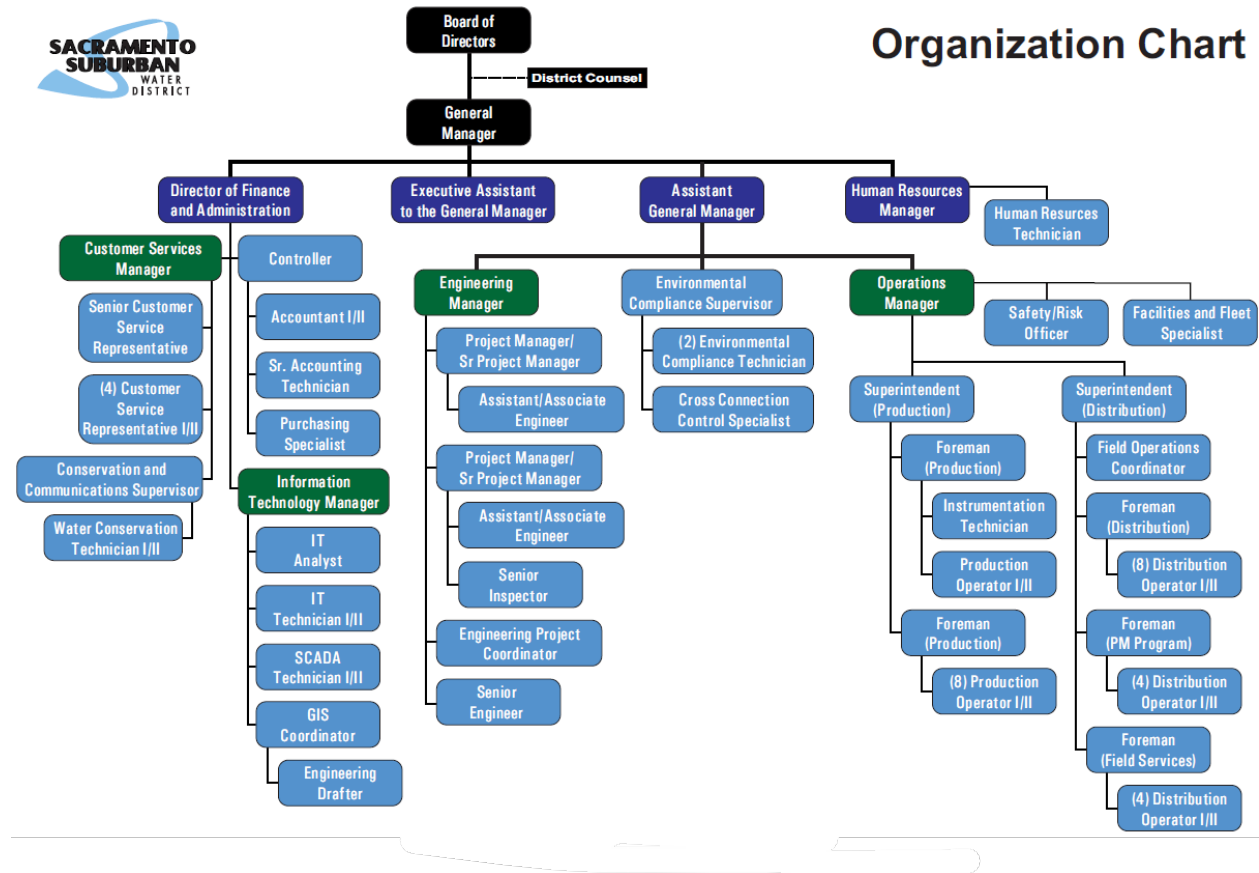 SACRAMENTO
SUBURBAN
WATER
DISTRICT
Organization Chart
Board of
Directors
District Counsel
General
Manager
Director of Finance
and Administration
Executive Assistant
to the General Manager
Assistant
General Manager
Human Resources
Manager
Human Resurces
Technician
Customer Services
Manager
Senior Customer
Service
Representative
(4) Customer
Service
Representative I/II
Conservation and
Communications Supervisor
Water Conservation
Technician I/II
Controller
Accountant I/II
Sr. Accounting
Technician
Purchasing
Specialist
Information
Technology Manager
IT
Analyst
IT
Technician I/II
SCADA
Technician I/II
GIS
Coordinator
Engineering
Drafter
Engineering
Manager
Project Manager/
Sr Project Manager
Assistant/Associate
Engineer
Project Manager/
Sr Project Manager
Assistant/Associate
Engineer
Senior
Inspector
Engineering Project
Coordinator
Senior
Engineer
Environmental
Compliance Supervisor
(2) Environmental
Compliance Technician
Cross Connection
Control Specialist
Operations
Manager
Safety/Risk
Officer
Facilities and Fleet
Specialist
Superintendent
(Production)
Foreman
(Production)
Instrumentation
Technician
Production
Operator I/II
Foreman
(Production)
(8) Production
Operator I/II
Superintendent
(Distribution)
Field Operations
Coordinator
Foreman
(Distribution)
(8) Distribution
Operator I/II
Foreman
(PM Program)
(4) Distribution
Operator I/II
Foreman
(Field Services)
(4) Distribution
Operator I/II